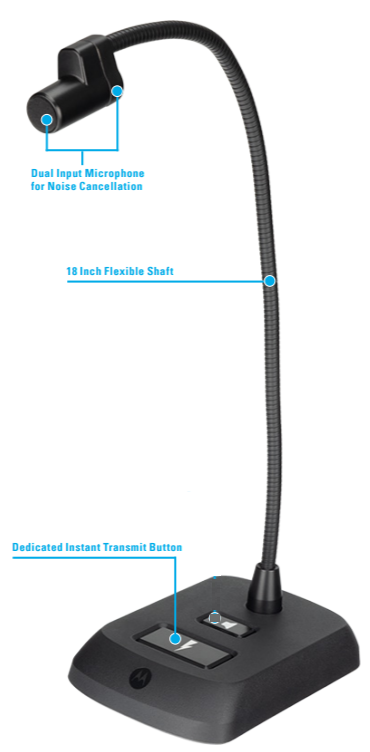 Dual Input Microphone
for Noise Cancellation
18 Inch Flexible Shaft
Dedicated Instant Transmit Button